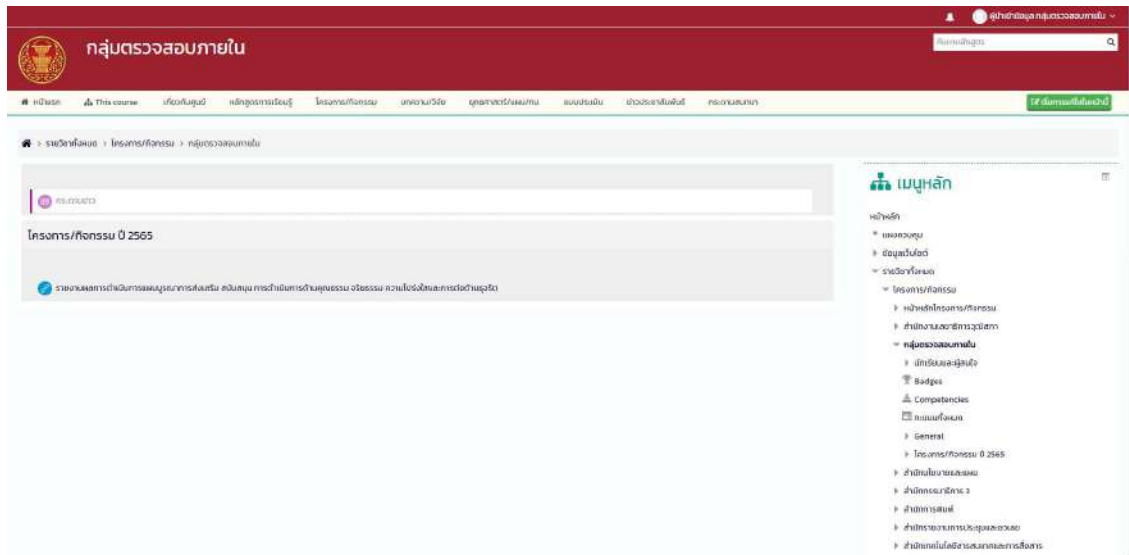 ผู้นำเข้าข้อมูล กลุ่มตรวจสอบภายใน
กลุ่มตรวจสอบภายใน
ค้นหาหลักสูตร
หน้าแรก This course เกี่ยวกับศูนย์ หลักสูตรการเรียนรู้ โครงการ/กิจกรรม บทความ/วิจัย ยุทธศาสตร์/แผน/งาน แบบประเมิน ข่าวประชาสัมพันธ์ กระดานสนทนา เริ่มการแก้ไขในหน้านี้
> รายวิชาทั้งหมด > โครงการ/กิจกรรม > กลุ่มตรวจสอบภายใน
กระดานข่าว
โครงการ/กิจกรรม ปี 2565
รายงานผลการดำเนินการแผนบูรณาการส่งเสริม สนับสนุน การดำเนินการด้านคุณธรรม จริยธรรม ความโปร่งใสและการต่อต้านทุจริต
เมนูหลัก
หน้าหลัก
แผงควบคุม
ข้อมูลเว็บไซต์
รายวิชาทั้งหมด
โครงการ/กิจกรรม
หน้าหลักโครงการ/กิจกรรม
สำนักงานเลขาธิการวุฒิสภา
กลุ่มตรวจสอบภายใน
นักเรียนและผู้สนใจ
Badges
Competencies
คะแนนทั้งหมด
General
โครงการ/กิจกรรม ปี 2565
สำนักนโยบายและแผน
สำนักกรรมาธิการ 3
สำนักการพิมพ์
สำนักรายงานการประชุมและชวเลข
สำนักเทคโนโลยีสารสนเทศและการสื่อสาร